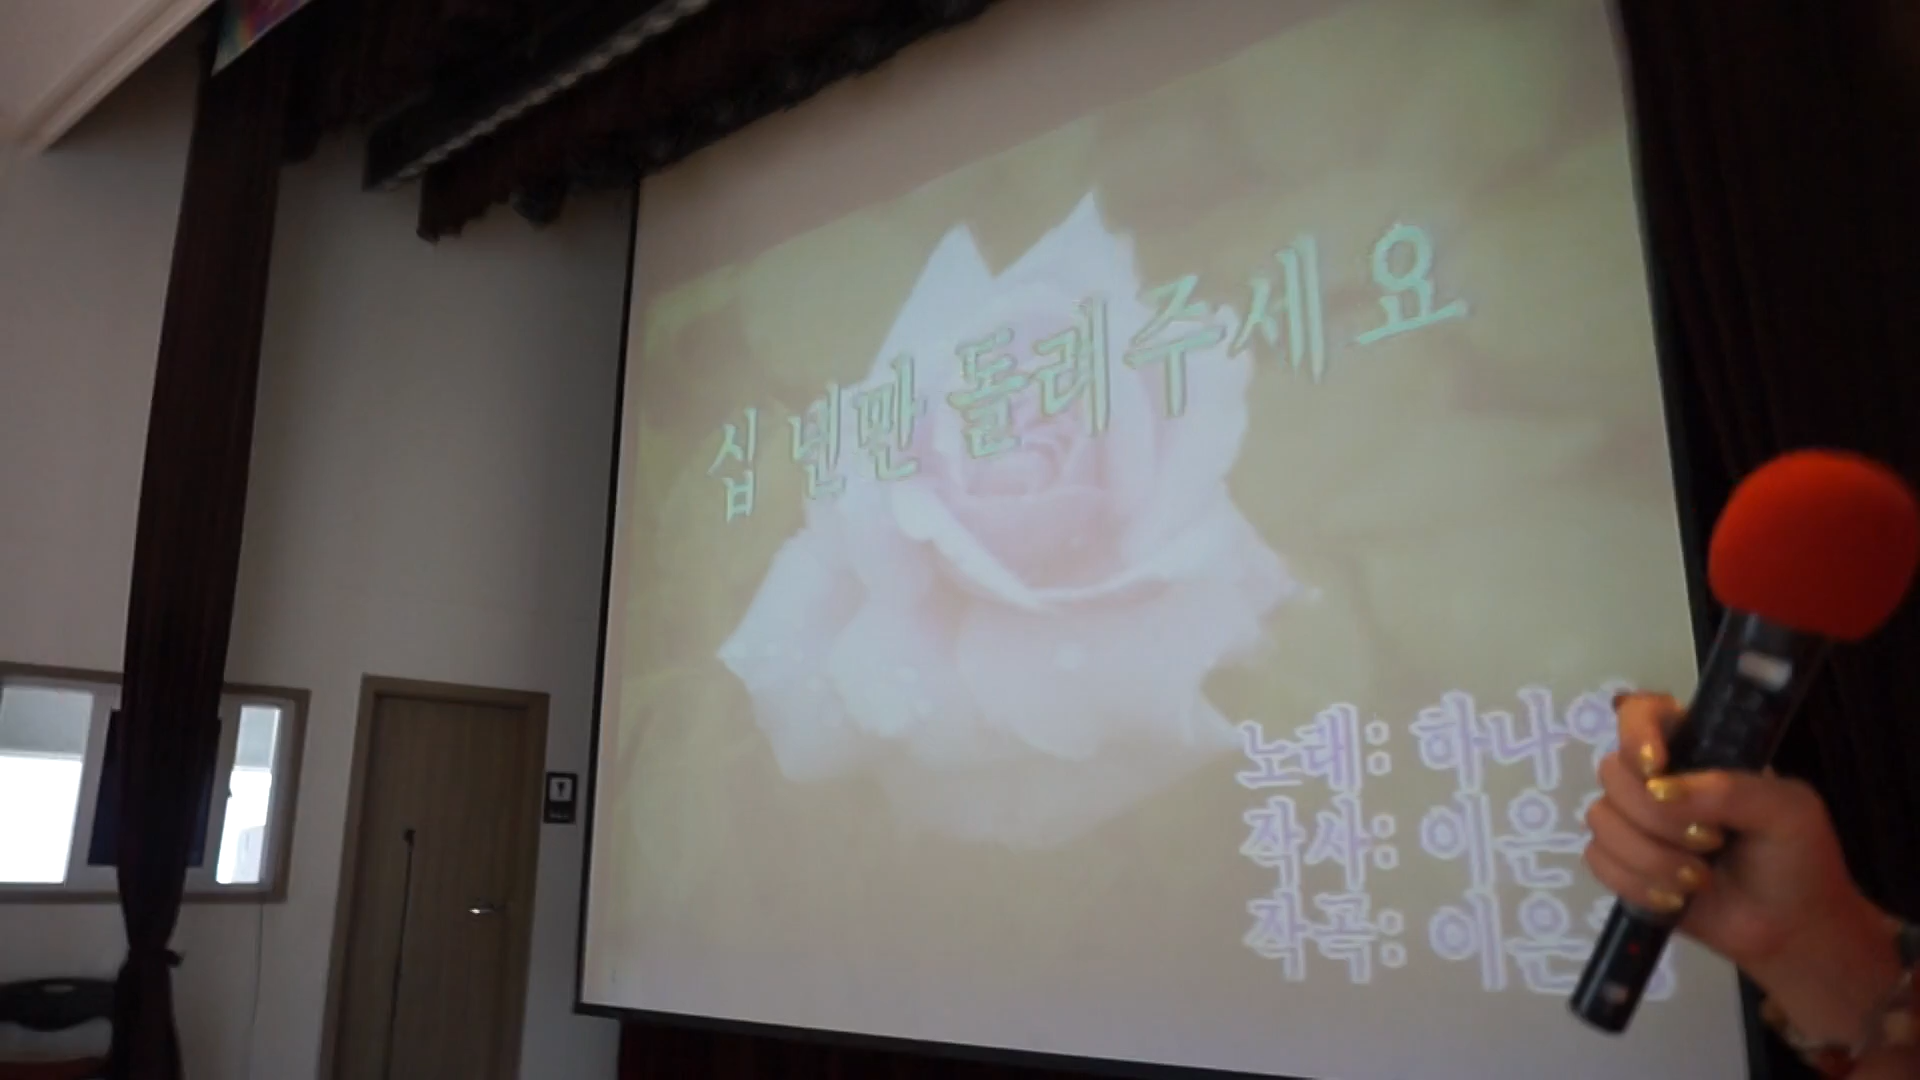 십 년만 돌려주세요
노래: 하나
작사: 이은
작곡: 이은